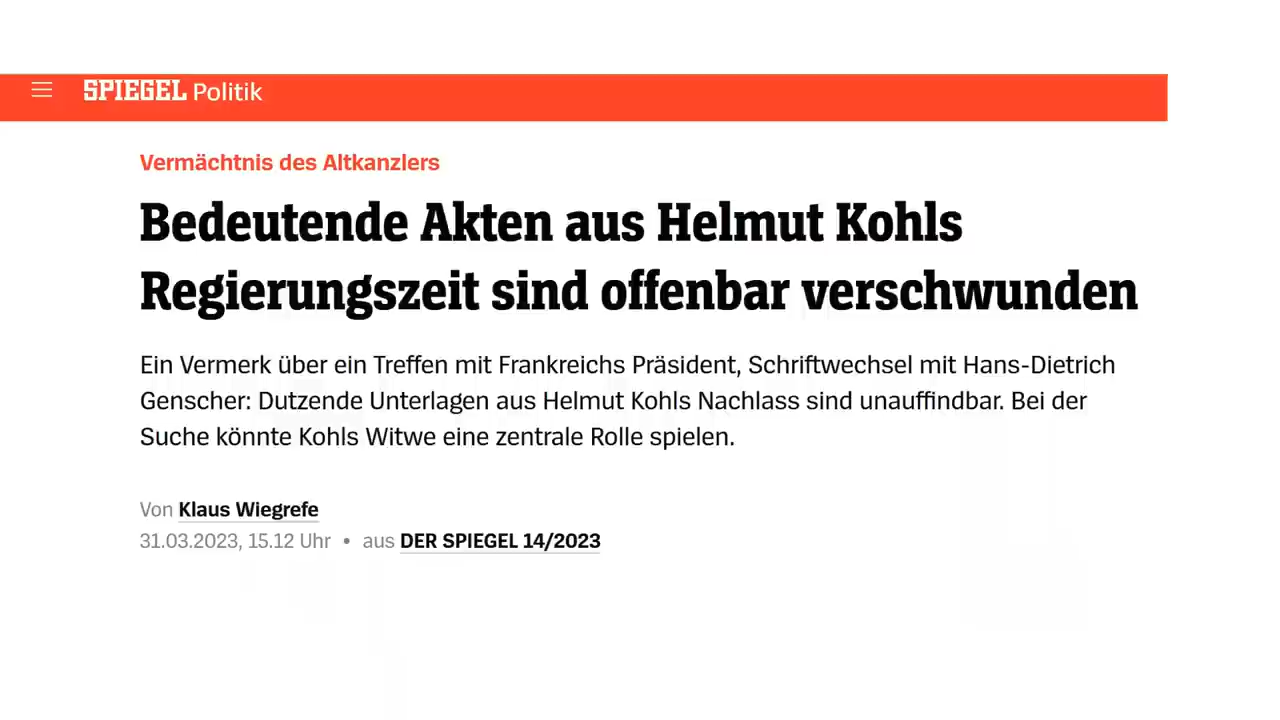 SPIEGEL Politik
Vermächtnis des Altkanzlers
Bedeutende Akten aus Helmut Kohls
Regierungszeit sind offenbar verschwunden
Ein Vermerk über ein Treffen mit Frankreichs Präsident, Schriftwechsel mit Hans-Dietrich
Genscher: Dutzende Unterlagen aus Helmut Kohls Nachlass sind unauffindbar. Bei der
Suche könnte Kohls Witwe eine zentrale Rolle spielen.
Von Klaus Wiegrefe
31.03.2023, 15.12 Uhr • aus DER SPIEGEL 14/2023